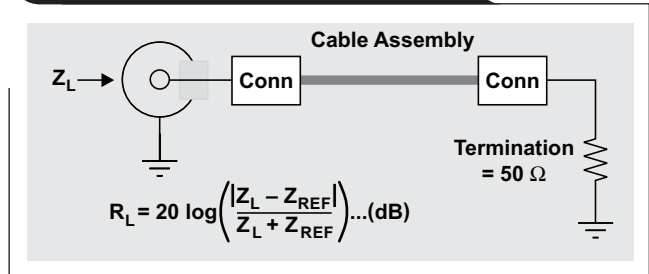 Cable Assembly
Z_L
Conn
Conn
Termination
= 50 Ω
R_L = 20 log(|Z_L – Z_REF| / Z_L + Z_REF)...(dB)